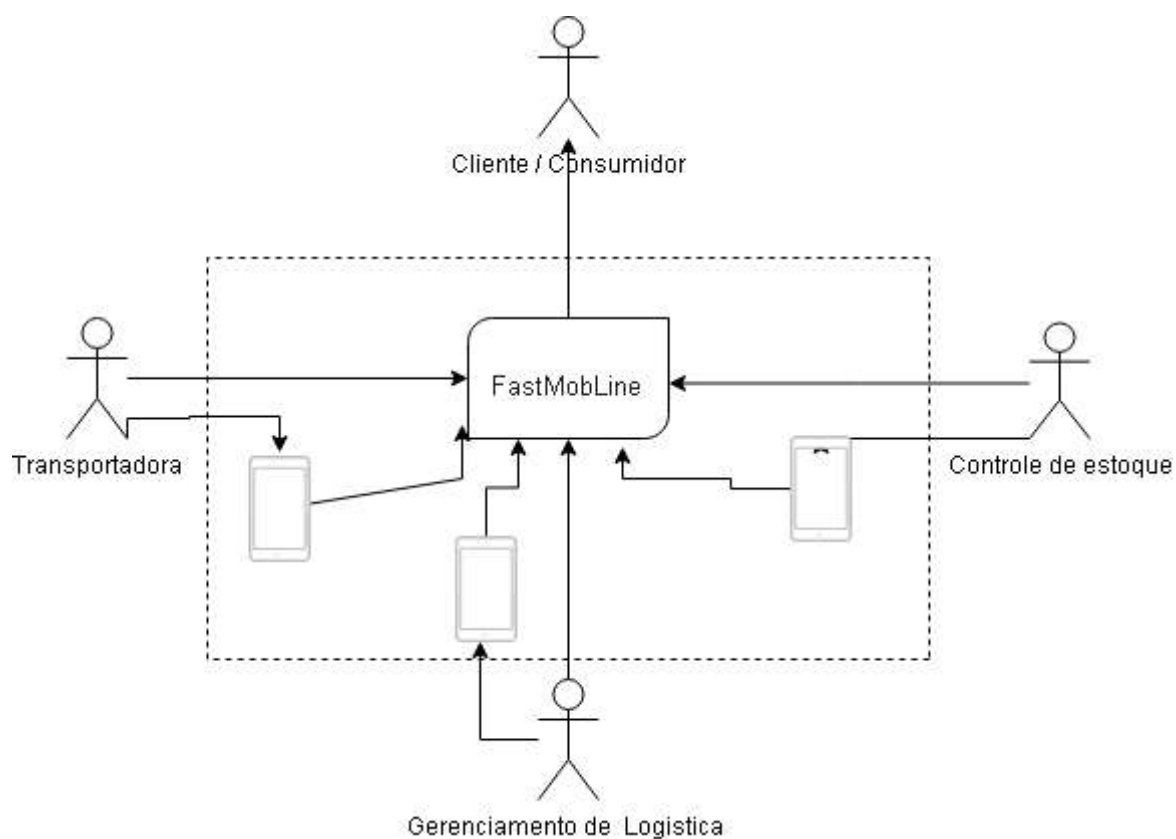 Cliente / Consumidor
FastMobLine
Transportadora
Controle de estoque
Gerenciamento de Logistica